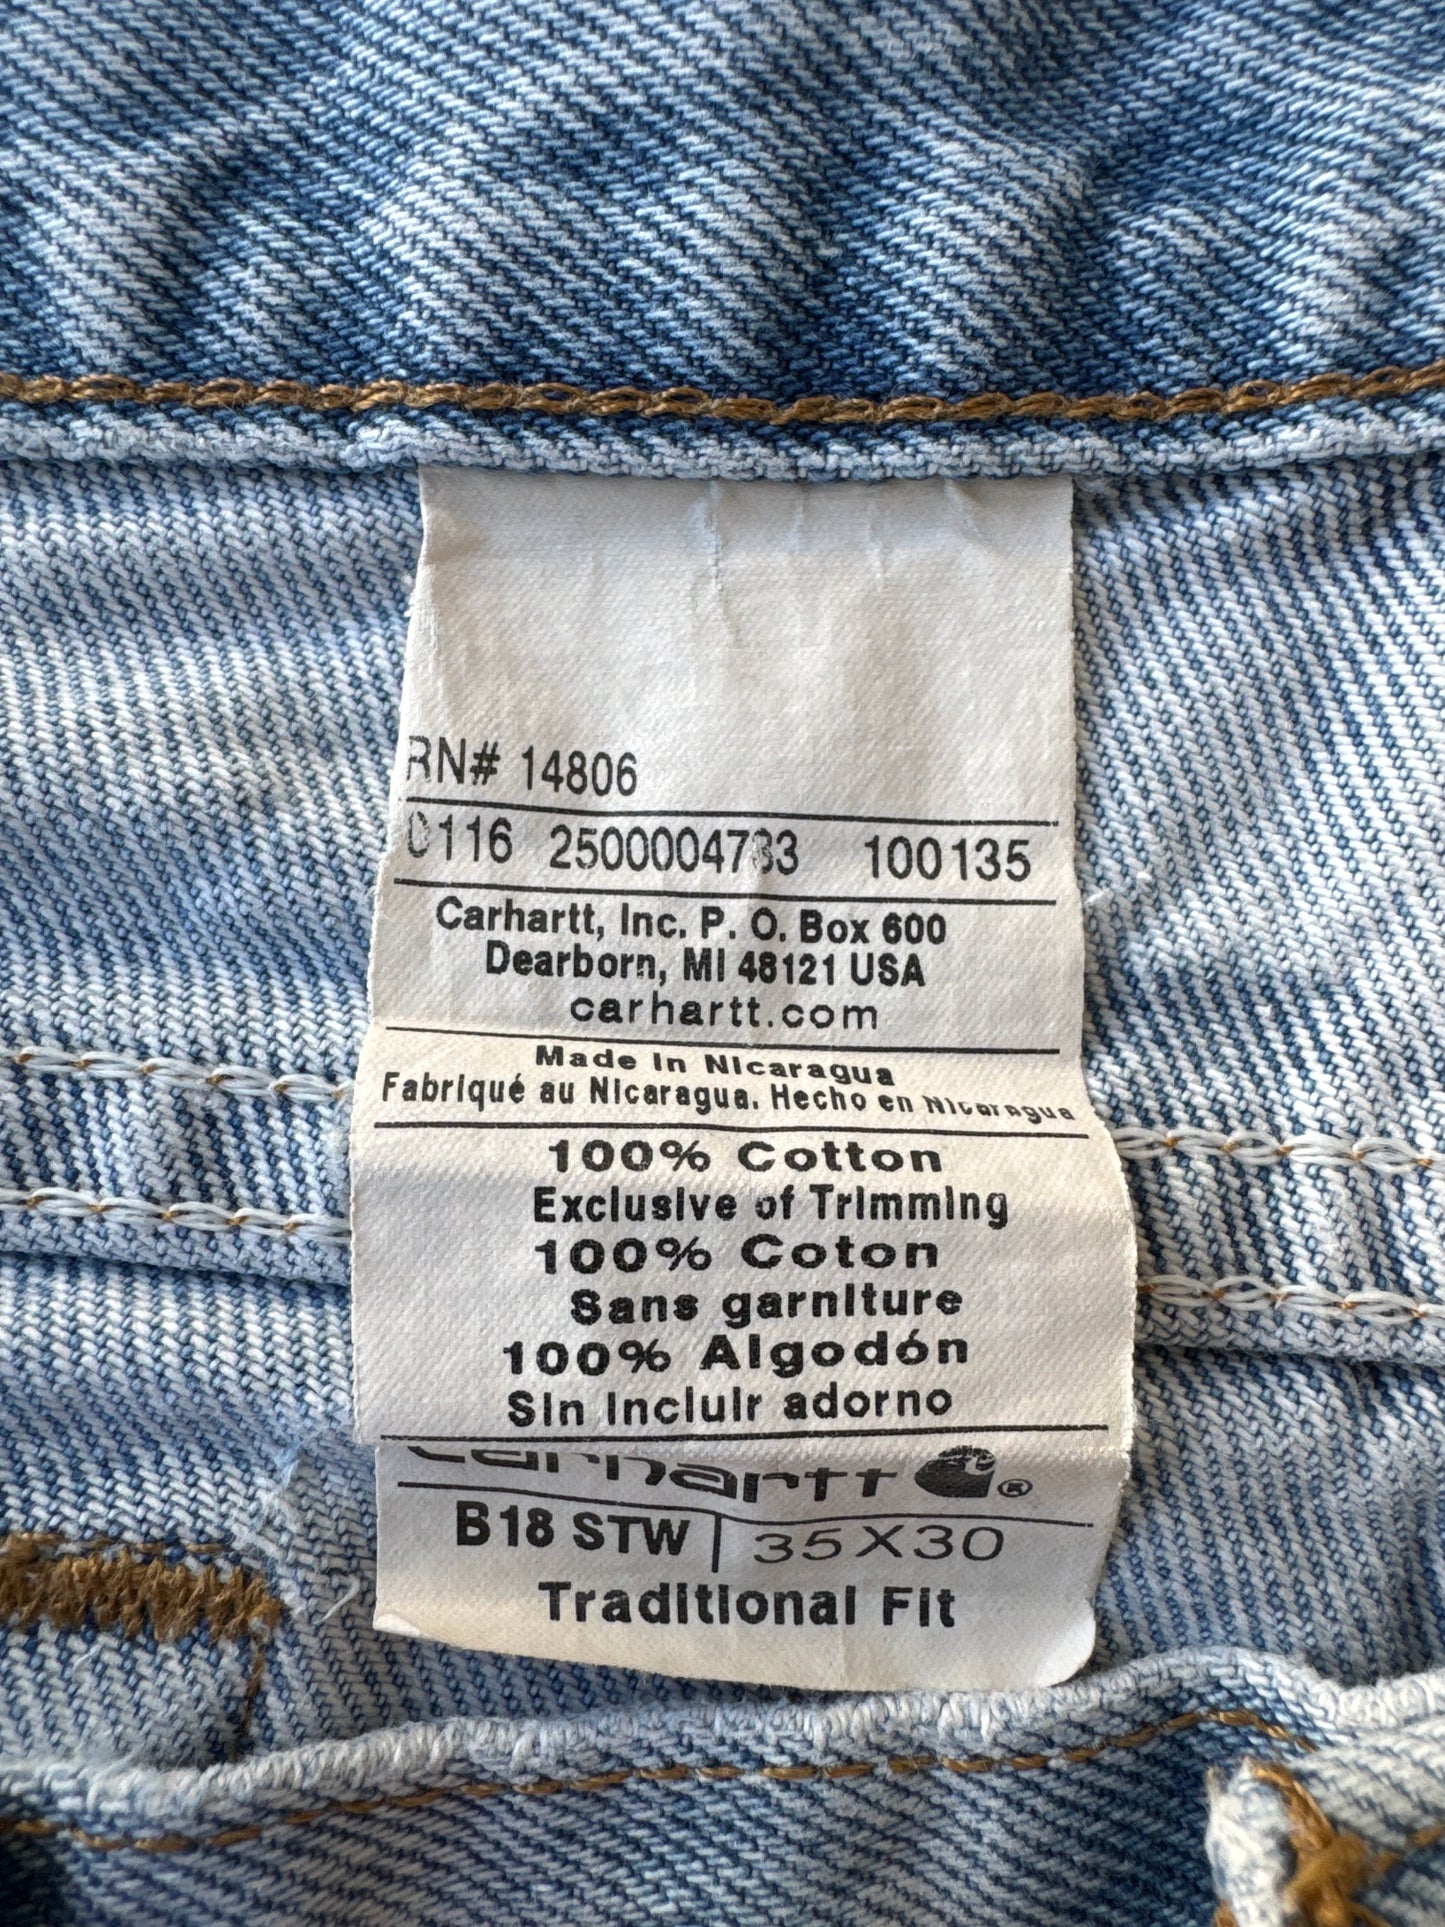 RN# 14806
0116 2500004733 100135
Carhartt, Inc. P. O. Box 600
Dearborn, MI 48121 USA
carhartt.com
Made In Nicaragua
Fabriqué au Nicaragua. Hecho en Nicaragua
100% Cotton
Exclusive of Trimming
100% Coton
Sans garniture
100% Algodón
Sin Incluir adorno
carhartt ®
B18 STW | 35X30
Traditional Fit